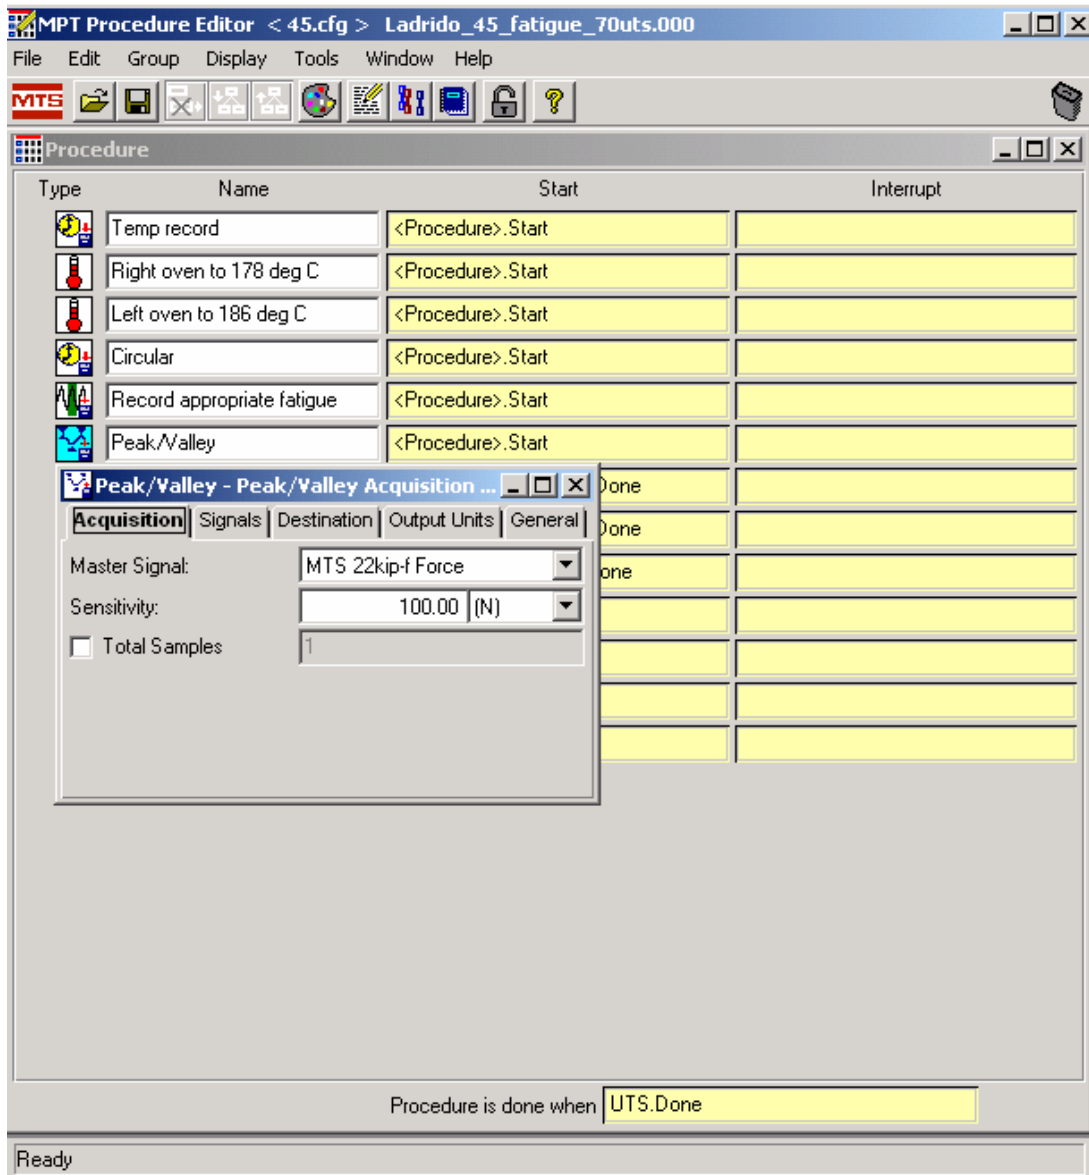 MPT Procedure Editor < 45.cfg > Ladrido_45_fatigue_70uts.000
File Edit Group Display Tools Window Help
MTS
Procedure
Type Name Start Interrupt
Temp record <Procedure>.Start
Right oven to 178 deg C <Procedure>.Start
Left oven to 186 deg C <Procedure>.Start
Circular <Procedure>.Start
Record appropriate fatigue <Procedure>.Start
Peak/Valley <Procedure>.Start
Peak/Valley - Peak/Valley Acquisition ...
Acquisition Signals Destination Output Units General
Master Signal: MTS 22kip-f Force
Sensitivity: 100.00 (N)
Total Samples 1
Done
Done
one
Procedure is done when UTS.Done
Ready